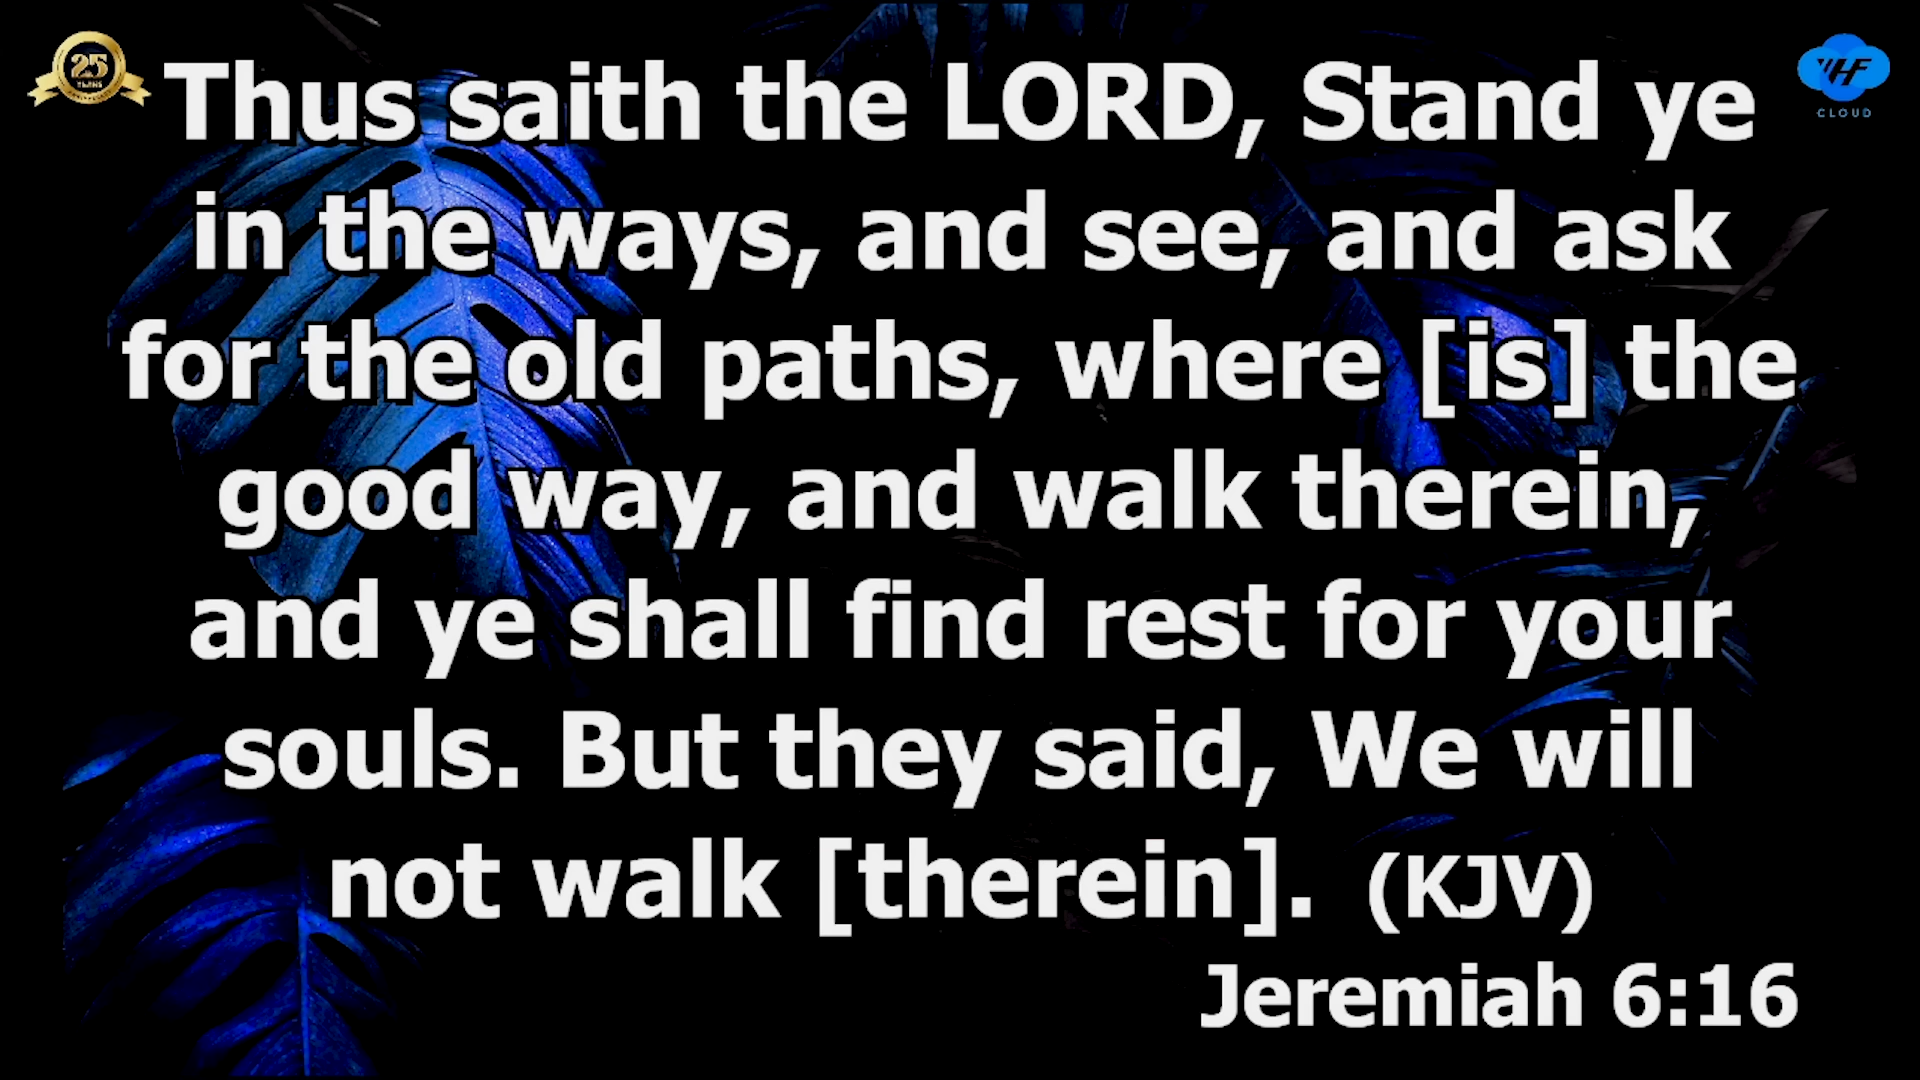 25
YEARS
ANNIVERSARY
Thus saith the LORD, Stand ye
in the ways, and see, and ask
for the old paths, where [is] the
good way, and walk therein,
and ye shall find rest for your
souls. But they said, We will
not walk [therein]. (KJV)
Jeremiah 6:16
CLOUD